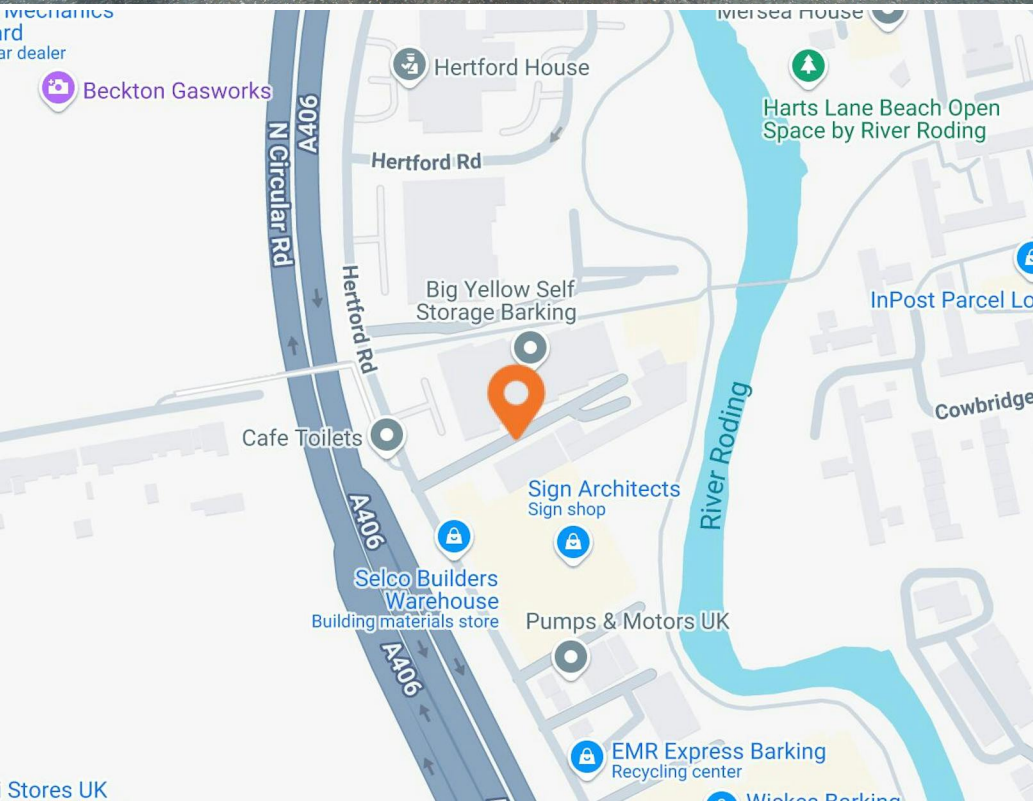 Mechanics
ar dealer
Beckton Gasworks
N Circular Rd
A406
Hertford House
Hertford Rd
Mersea House
Harts Lane Beach Open
Space by River Roding
Hertford Rd
Big Yellow Self
Storage Barking
InPost Parcel Lo
Cafe Toilets
Cowbridge
River Roding
A406
Sign Architects
Sign shop
Selco Builders
Warehouse
Building materials store
Pumps & Motors UK
A406
EMR Express Barking
Recycling center
i Stores UK
Wickes Barking